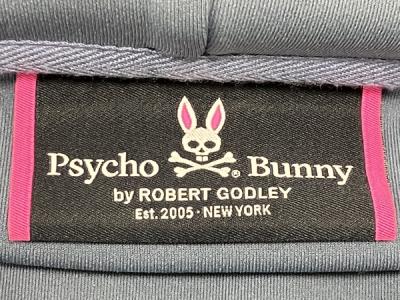 Psycho ® Bunny
by ROBERT GODLEY
Est. 2005 · NEW YORK